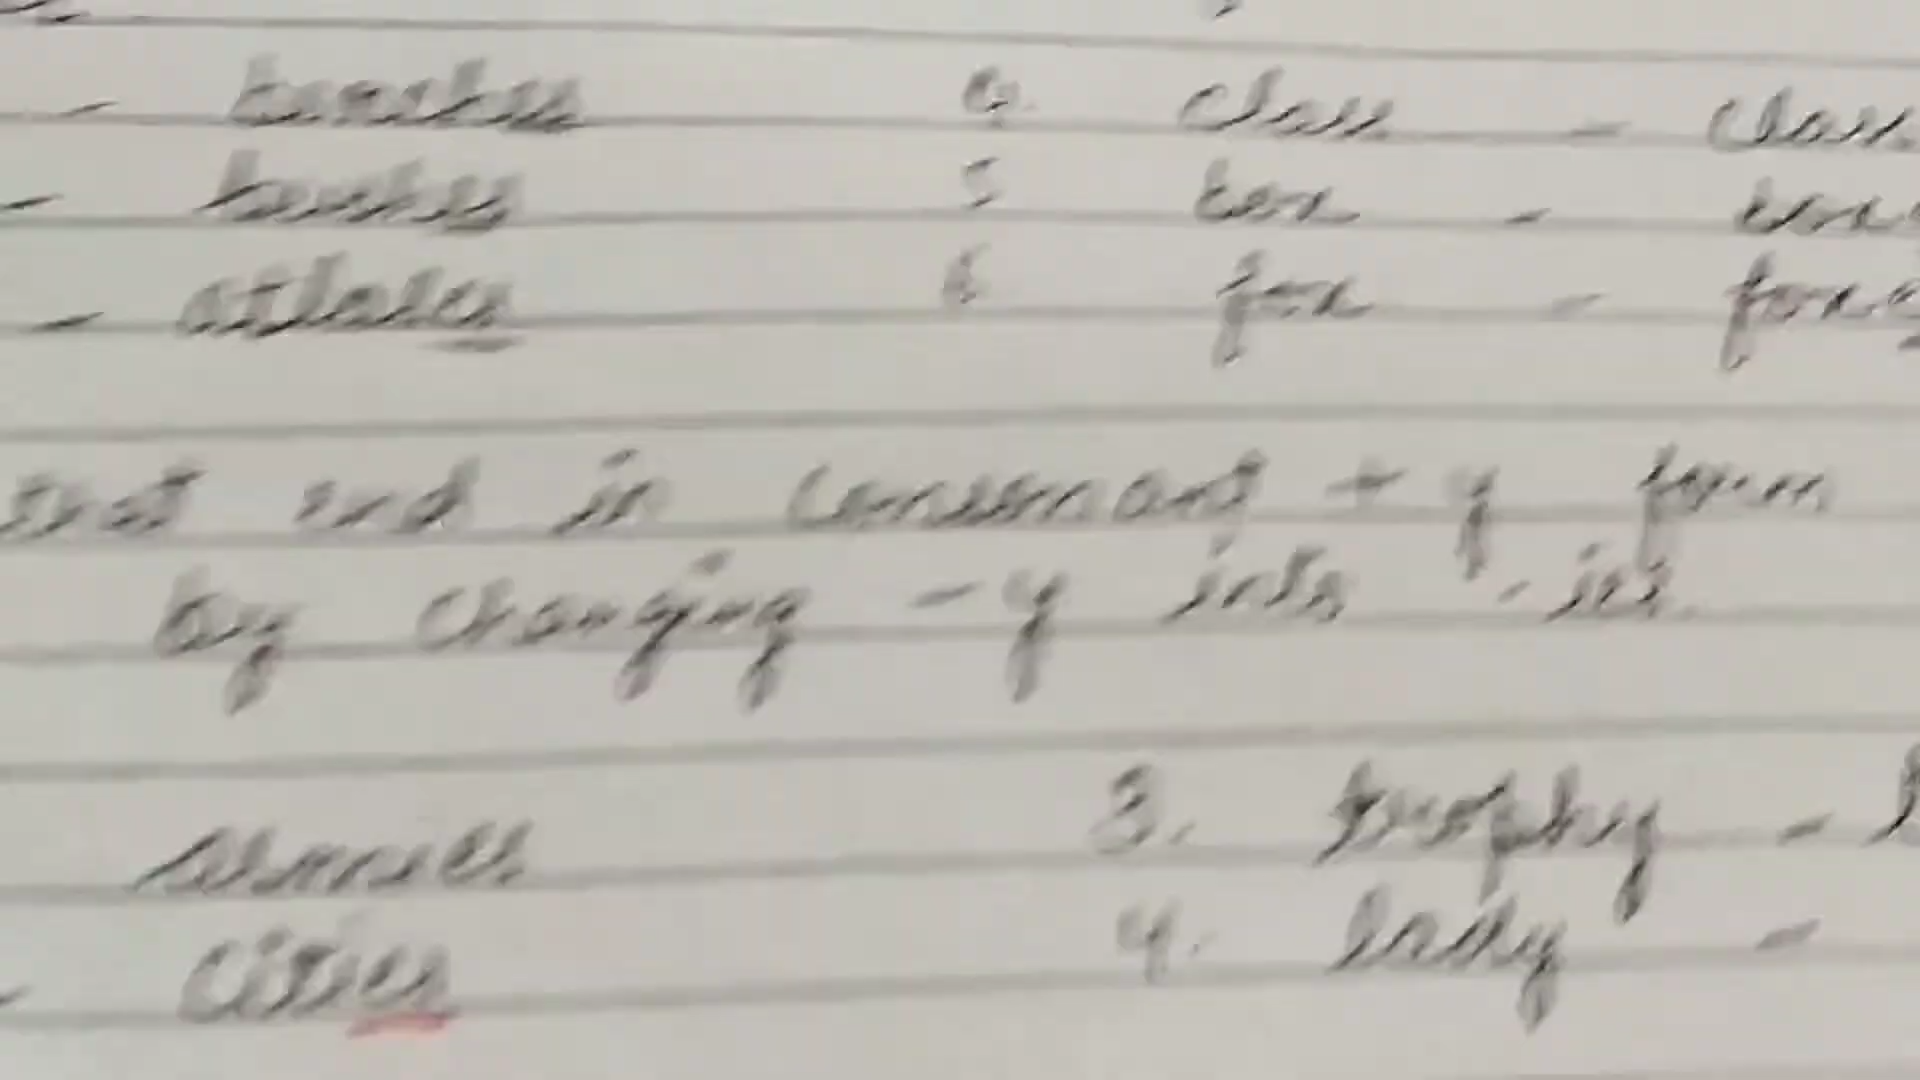 - benches 4. class - class
- bushes 5 box - box
- atlases 6 fox - foxe
that end in consonant + y form
by changing - y into - ies.
3. trophy -
cities 4. lady -